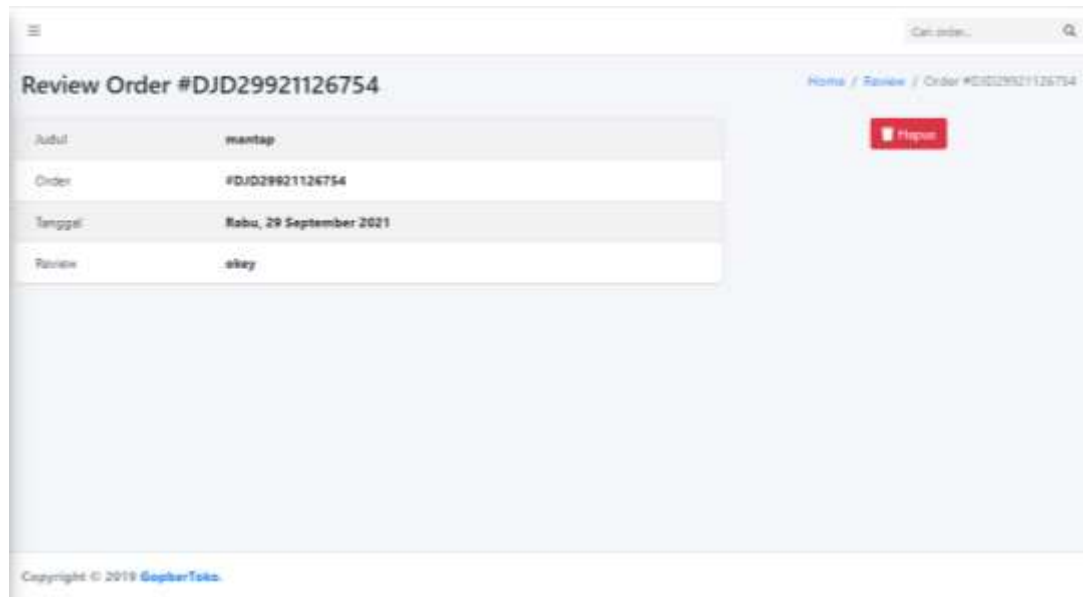 Cari order...
Review Order #DJD29921126754
Home / Review / Order #DJD29921126754
Hapus
Judul mantap
Order #DJD29921126754
Tanggal Rabu, 29 September 2021
Review okey
Copyright © 2019 GopberToko.